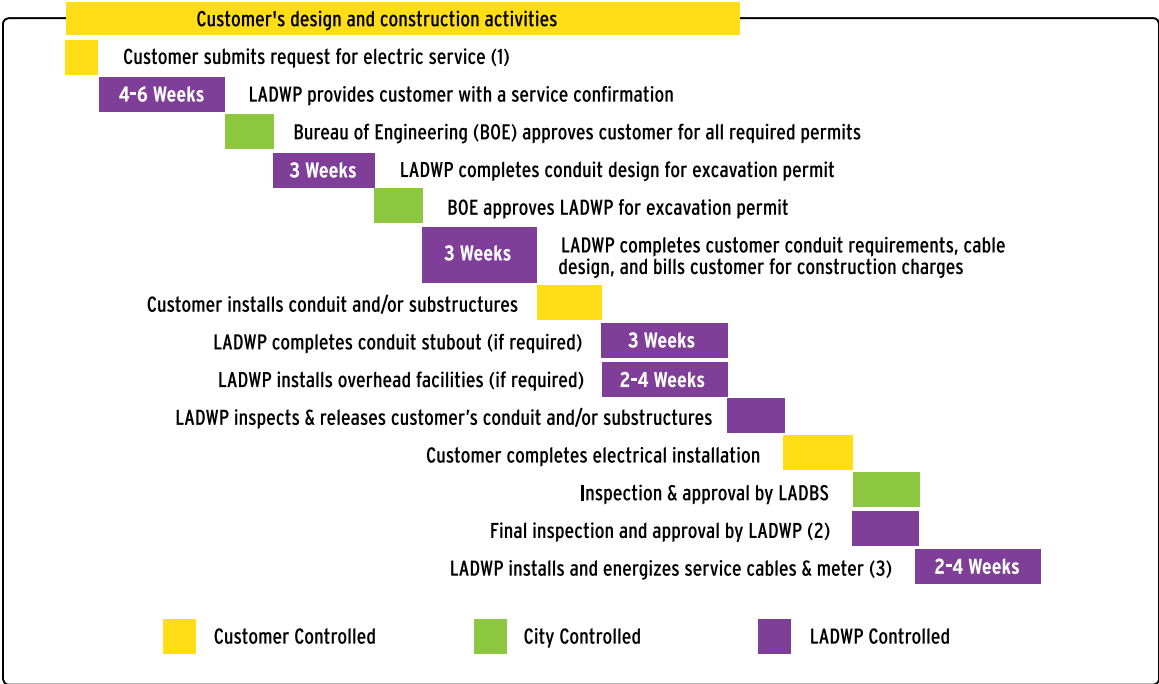 Customer's design and construction activities
Customer submits request for electric service (1)
4-6 Weeks LADWP provides customer with a service confirmation
Bureau of Engineering (BOE) approves customer for all required permits
3 Weeks LADWP completes conduit design for excavation permit
BOE approves LADWP for excavation permit
3 Weeks LADWP completes customer conduit requirements, cable
design, and bills customer for construction charges
Customer installs conduit and/or substructures
LADWP completes conduit stubout (if required) 3 Weeks
LADWP installs overhead facilities (if required) 2-4 Weeks
LADWP inspects & releases customer’s conduit and/or substructures
Customer completes electrical installation
Inspection & approval by LADBS
Final inspection and approval by LADWP (2)
LADWP installs and energizes service cables & meter (3) 2-4 Weeks
Customer Controlled City Controlled LADWP Controlled